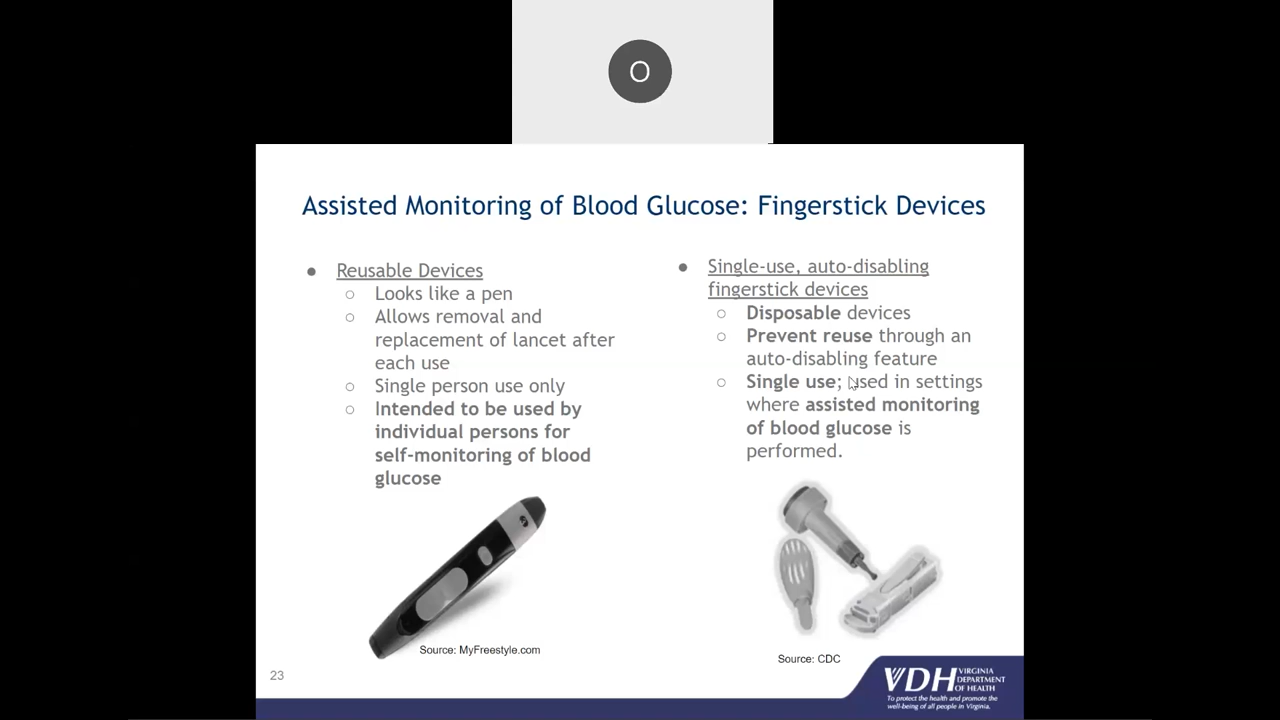 O
Assisted Monitoring of Blood Glucose: Fingerstick Devices
● Reusable Devices
○ Looks like a pen
○ Allows removal and
replacement of lancet after
each use
○ Single person use only
○ Intended to be used by
individual persons for
self-monitoring of blood
glucose
● Single-use, auto-disabling
fingerstick devices
○ Disposable devices
○ Prevent reuse through an
auto-disabling feature
○ Single use; used in settings
where assisted monitoring
of blood glucose is
performed.
Source: MyFreestyle.com
Source: CDC
23
VDH VIRGINIA
DEPARTMENT
OF HEALTH
To protect the health and promote the
well-being of all people in Virginia.